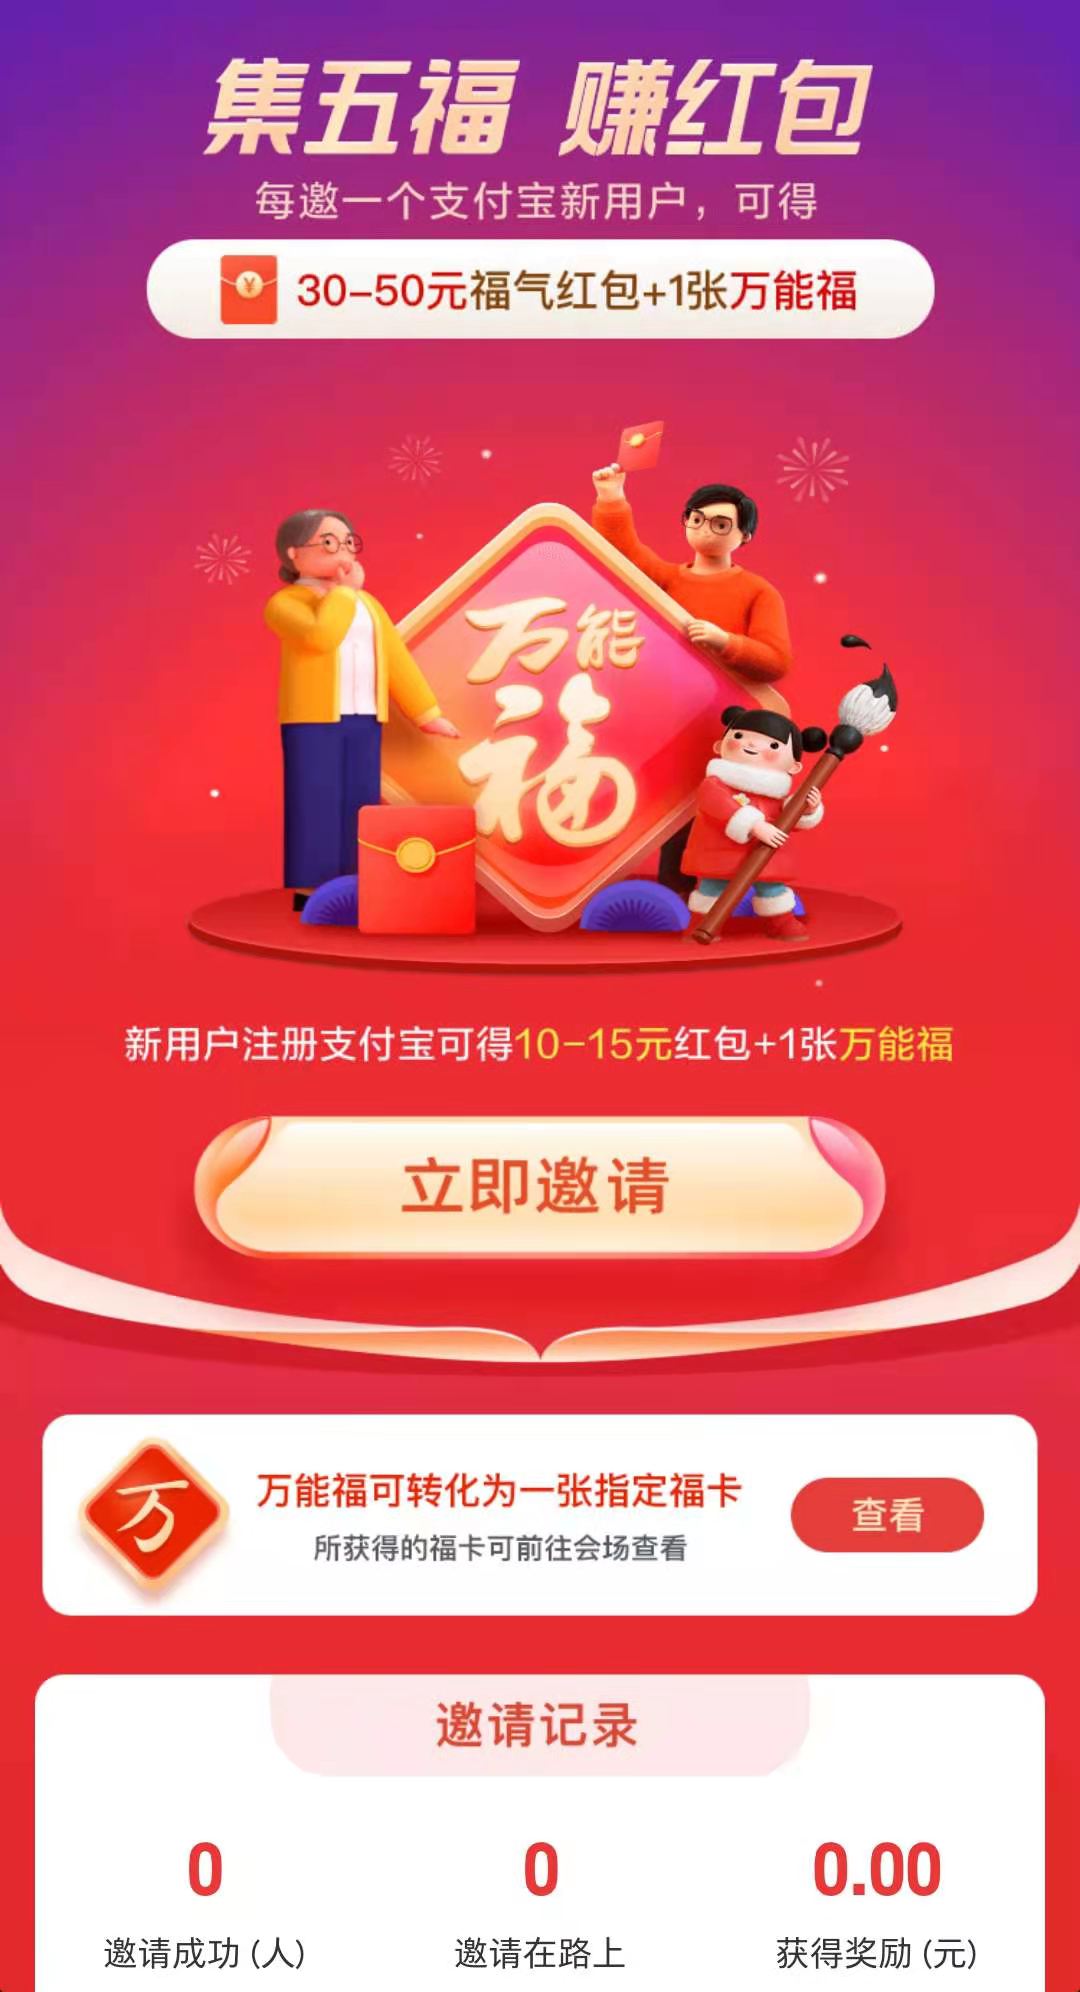 集五福 赚红包
每邀一个支付宝新用户，可得
¥
30-50元福气红包+1张万能福
万能
福
新用户注册支付宝可得10-15元红包+1张万能福
立即邀请
万
万能福可转化为一张指定福卡
所获得的福卡可前往会场查看
查看
邀请记录
0 0 0.00
邀请成功(人) 邀请在路上 获得奖励(元)